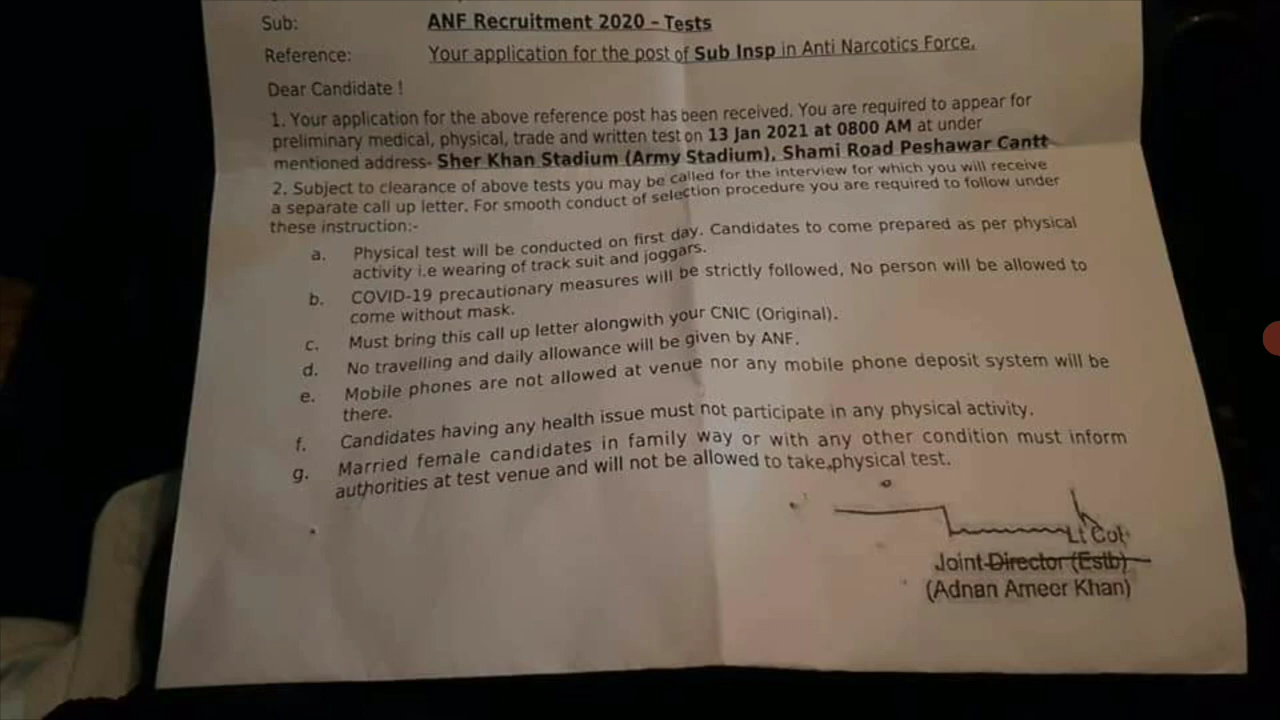 Sub: ANF Recruitment 2020 - Tests
Reference: Your application for the post of Sub Insp in Anti Narcotics Force.
Dear Candidate !
1. Your application for the above reference post has been received. You are required to appear for
preliminary medical, physical, trade and written test on 13 Jan 2021 at 0800 AM at under
mentioned address- Sher Khan Stadium (Army Stadium), Shami Road Peshawar Cantt
2. Subject to clearance of above tests you may be called for the interview for which you will receive
a separate call up letter. For smooth conduct of selection procedure you are required to follow under
these instruction:-
a. Physical test will be conducted on first day. Candidates to come prepared as per physical
activity i.e wearing of track suit and joggars.
b. COVID-19 precautionary measures will be strictly followed, No person will be allowed to
come without mask.
c. Must bring this call up letter alongwith your CNIC (Original).
d. No travelling and daily allowance will be given by ANF.
e. Mobile phones are not allowed at venue nor any mobile phone deposit system will be
there.
f. Candidates having any health issue must not participate in any physical activity.
g. Married female candidates in family way or with any other condition must inform
authorities at test venue and will not be allowed to take physical test.
Lt Col
Joint Director (Estb)
(Adnan Ameer Khan)